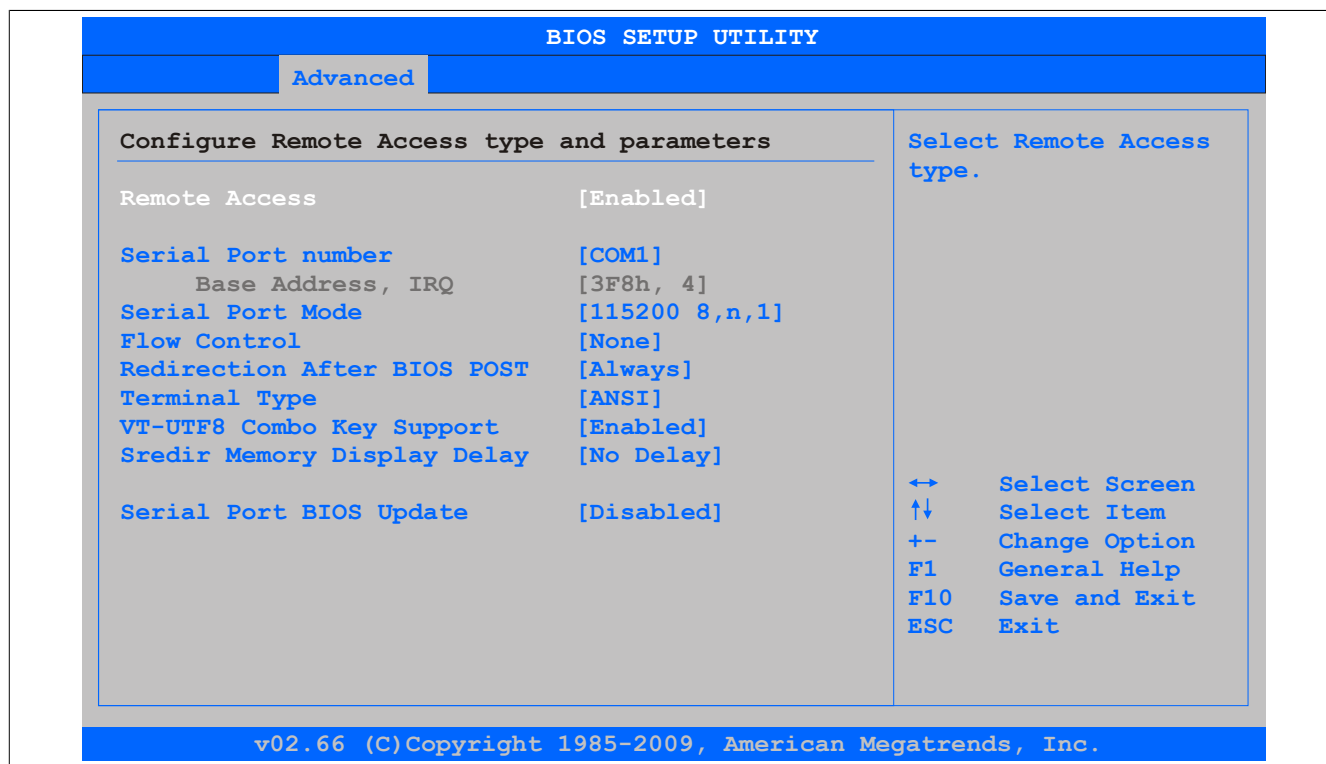 BIOS SETUP UTILITY
Advanced
Configure Remote Access type and parameters
Remote Access [Enabled]
Serial Port number [COM1]
Base Address, IRQ [3F8h, 4]
Serial Port Mode [115200 8,n,1]
Flow Control [None]
Redirection After BIOS POST [Always]
Terminal Type [ANSI]
VT-UTF8 Combo Key Support [Enabled]
Sredir Memory Display Delay [No Delay]
Serial Port BIOS Update [Disabled]
Select Remote Access
type.
↔ Select Screen
↑↓ Select Item
+- Change Option
F1 General Help
F10 Save and Exit
ESC Exit
v02.66 (C)Copyright 1985-2009, American Megatrends, Inc.